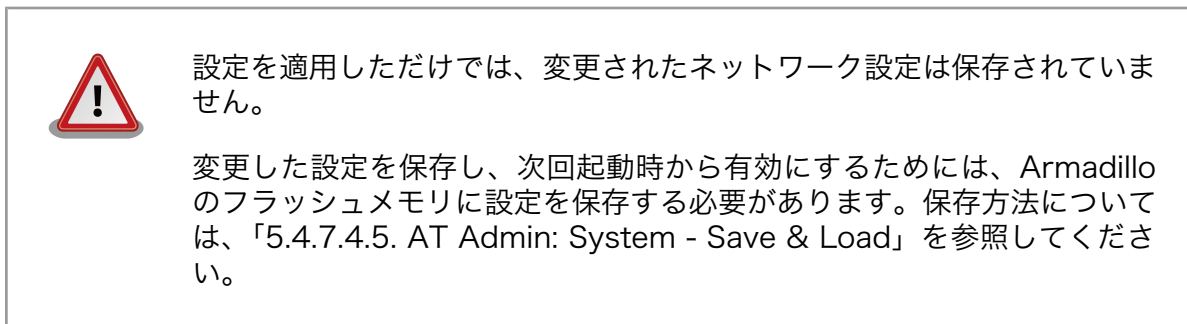 設定を適用しただけでは、変更されたネットワーク設定は保存されていま
せん。
変更した設定を保存し、次回起動時から有効にするためには、Armadillo
のフラッシュメモリに設定を保存する必要があります。保存方法について
は、「5.4.7.4.5. AT Admin: System - Save & Load」を参照してくださ
い。